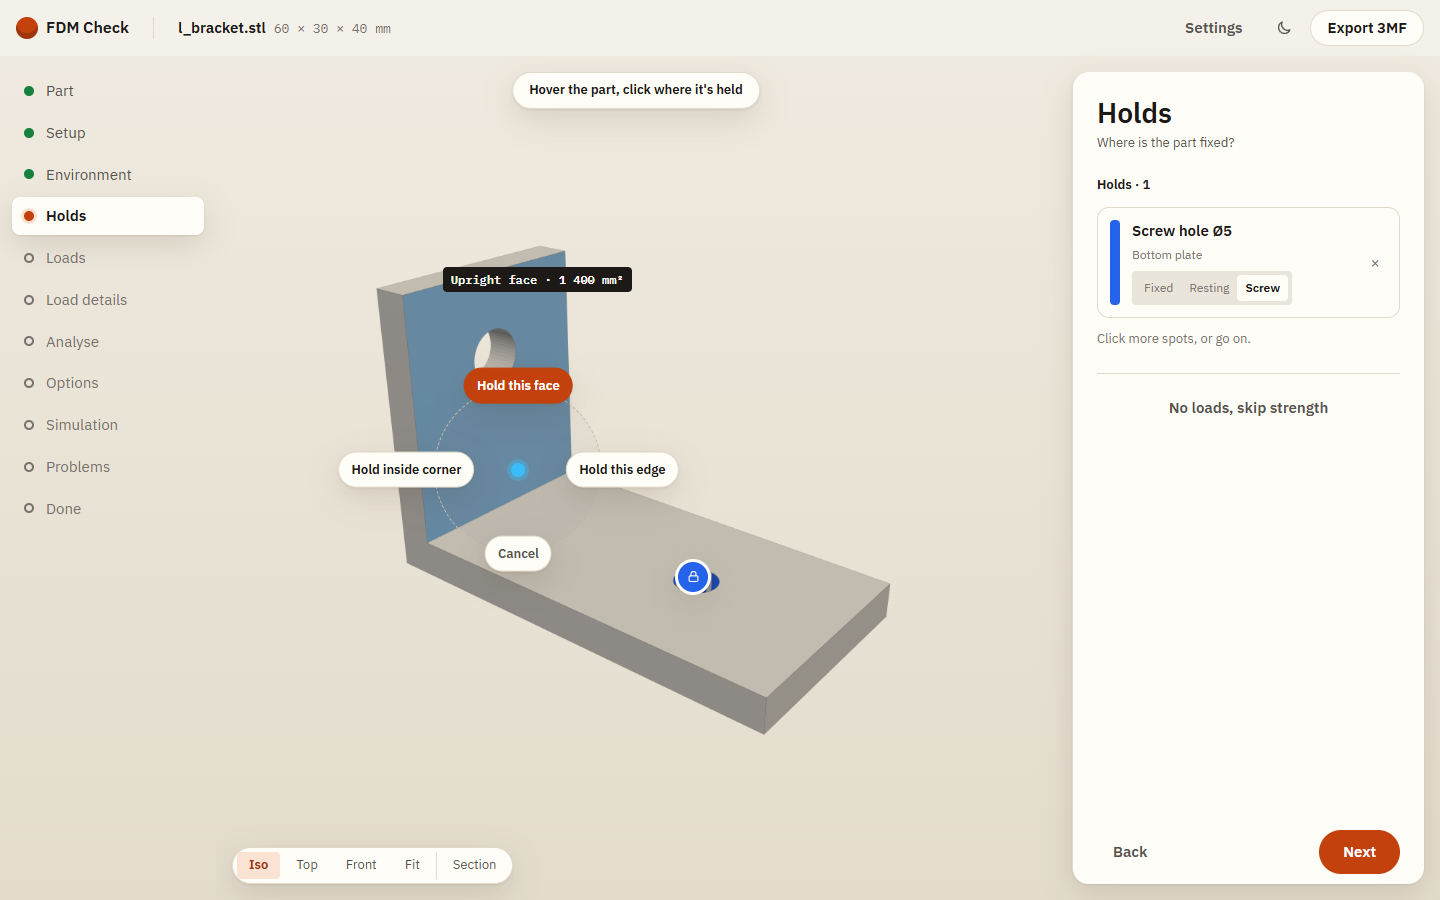 FDM Check
l_bracket.stl 60 × 30 × 40 mm
Settings
Export 3MF
Part
Setup
Environment
Holds
Loads
Load details
Analyse
Options
Simulation
Problems
Done
Hover the part, click where it's held
Upright face · 1 400 mm²
Hold this face
Hold inside corner
Hold this edge
Cancel
Iso
Top
Front
Fit
Section
Holds
Where is the part fixed?
Holds · 1
Screw hole Ø5
Bottom plate
×
Fixed
Resting
Screw
Click more spots, or go on.
No loads, skip strength
Back
Next